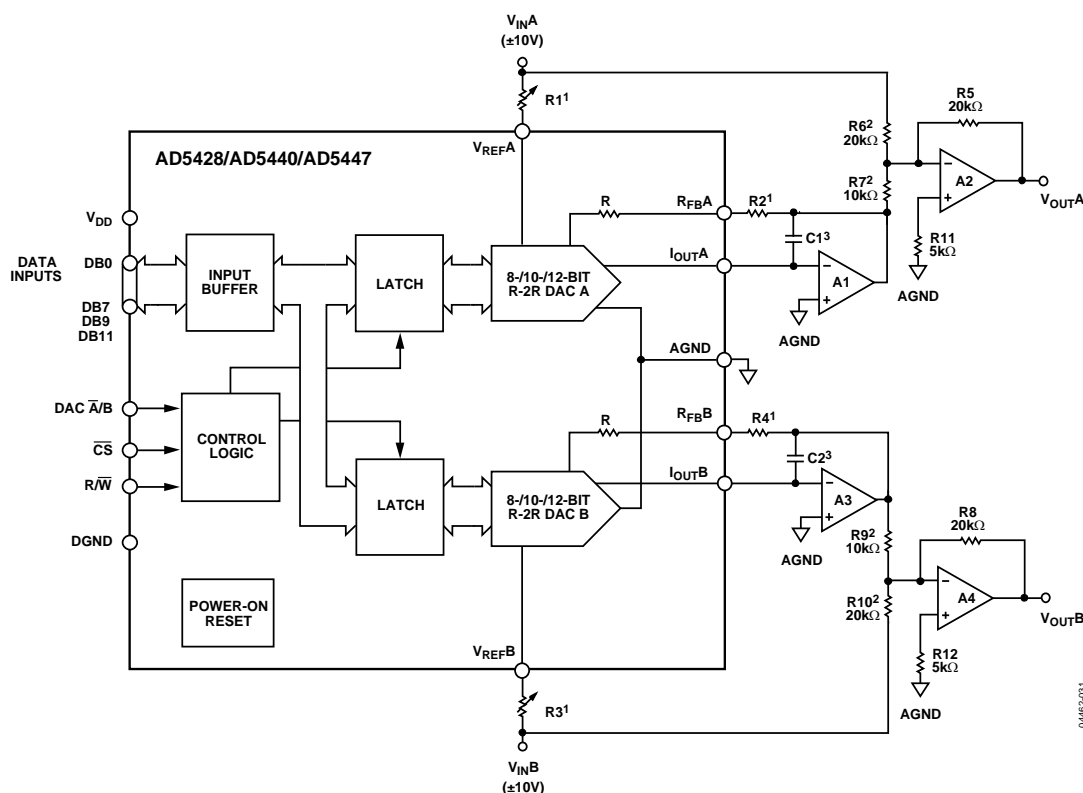 VINA
(±10V)
R1¹
R5
20kΩ
R6²
20kΩ
AD5428/AD5440/AD5447
VREFA
A2
VOUTA
R7²
10kΩ
VDD
R
RFBA
R2¹
R11
5kΩ
DATA
INPUTS
DB0
C1³
INPUT
BUFFER
LATCH
8-/10-/12-BIT
R-2R DAC A
IOUTA
A1
AGND
DB7
DB9
DB11
AGND
AGND
DAC A̅/B
CONTROL
LOGIC
R
RFBB
R4¹
C̅S̅
C2³
R/W̅
LATCH
8-/10-/12-BIT
R-2R DAC B
IOUTB
A3
DGND
AGND
R9²
10kΩ
R8
20kΩ
POWER-ON
RESET
R10²
20kΩ
A4
VOUTB
VREFB
R12
5kΩ
R3¹
AGND
VINB
(±10V)
04462-031